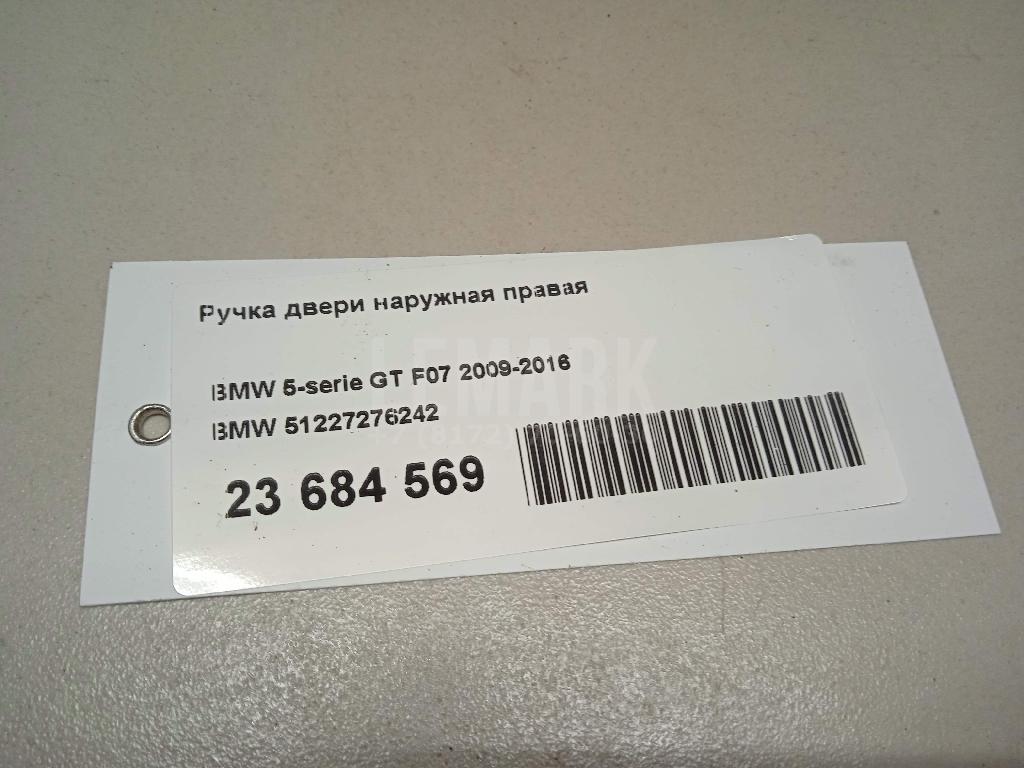 Ручка двери наружная правая
LEMARK
BMW 5-serie GT F07 2009-2016
BMW 51227276242
23 684 569